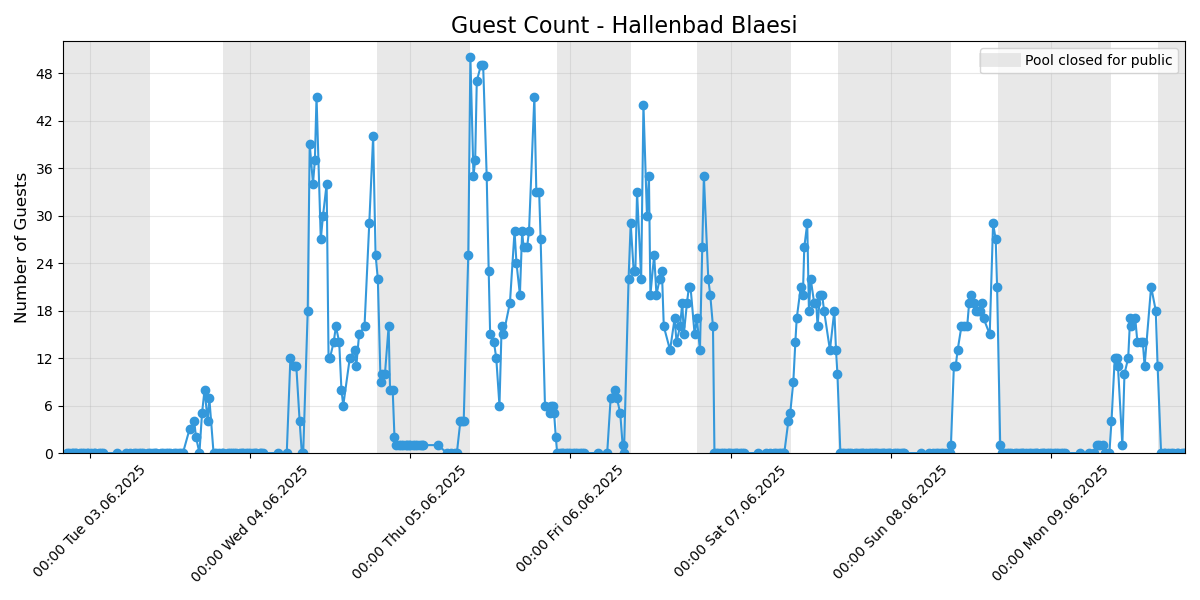 Guest Count - Hallenbad Blaesi
Pool closed for public
Number of Guests
48
42
36
30
24
18
12
6
0
00:00 Tue 03.06.2025
00:00 Wed 04.06.2025
00:00 Thu 05.06.2025
00:00 Fri 06.06.2025
00:00 Sat 07.06.2025
00:00 Sun 08.06.2025
00:00 Mon 09.06.2025